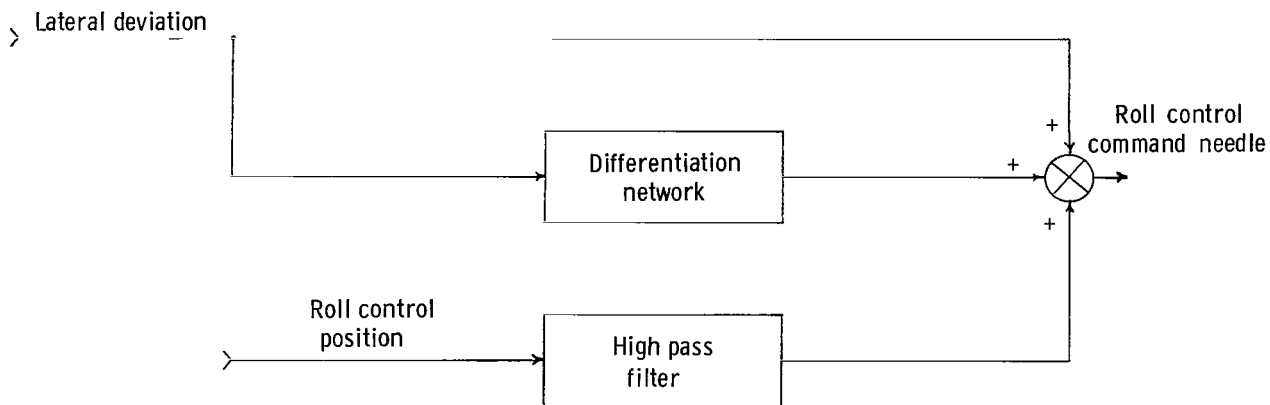 Lateral deviation
+
Roll control
command needle
Differentiation
network
+
+
Roll control
position
High pass
filter